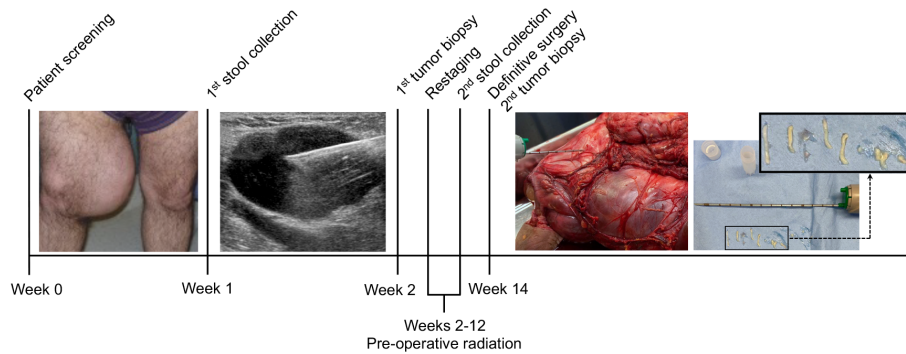 Patient screening
1st stool collection
1st tumor biopsy
Restaging
2nd stool collection
Definitive surgery
2nd tumor biopsy
Week 0
Week 1
Week 2
Week 14
Weeks 2-12
Pre-operative radiation